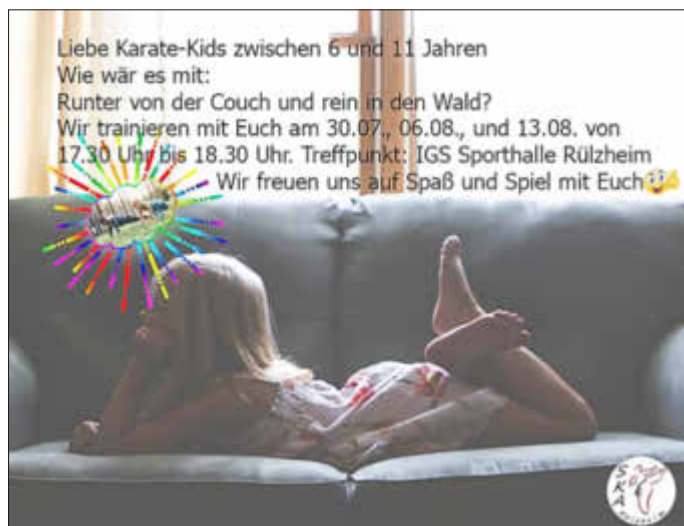 Liebe Karate-Kids zwischen 6 und 11 Jahren
Wie wär es mit:
Runter von der Couch und rein in den Wald?
Wir trainieren mit Euch am 30.07., 06.08., und 13.08. von
17.30 Uhr bis 18.30 Uhr. Treffpunkt: IGS Sporthalle Rülzheim
Wir freuen uns auf Spaß und Spiel mit Euch
SKA